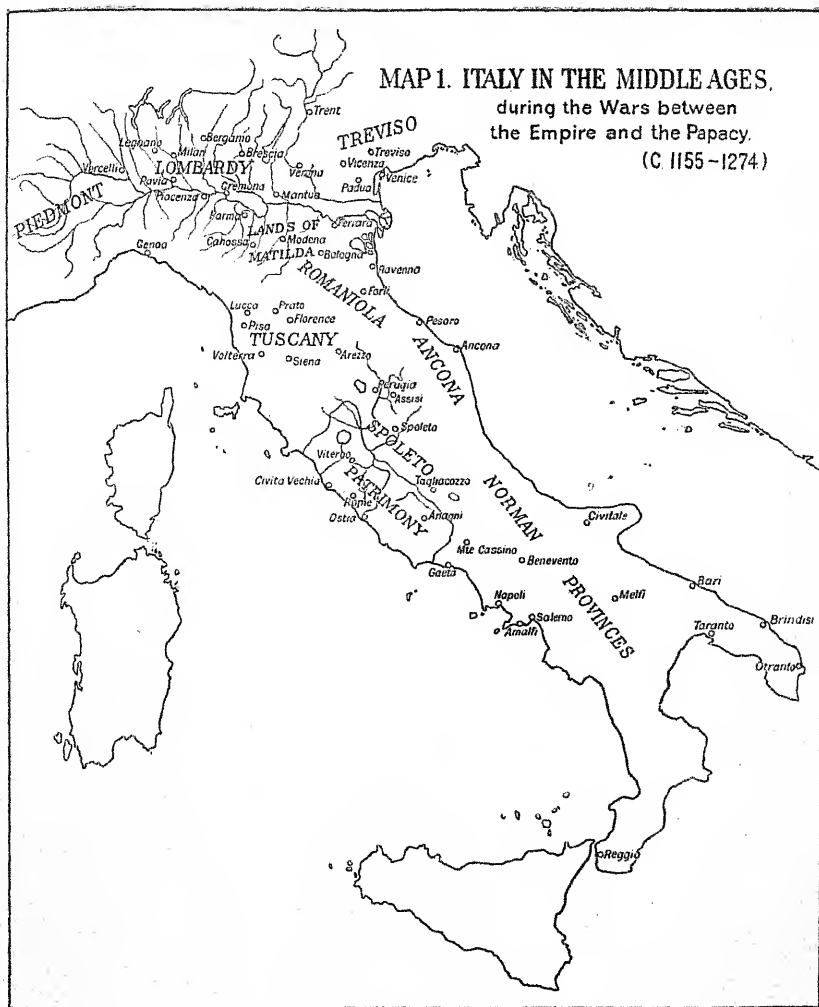 MAP 1. ITALY IN THE MIDDLE AGES,
during the Wars between
the Empire and the Papacy.
(C. 1155-1274)
Trent
TREVISO
Treviso
Vicenza
Venice
Padua
Verona
Bergamo
Legnano
Milan
Brescia
LOMBARDY
Vercelli
Pavia
Cremona
Mantua
Piacenza
PIEDMONT
Parma
Ferrara
LANDS OF
MATILDA
Modena
Cahossa
Bologna
Genoa
Ravenna
ROMANIOLA
Forli
Lucca
Prato
Florence
Pisa
Pesaro
TUSCANY
Ancona
ANCONA
Volterra
Siena
Arezzo
Perugia
Assisi
SPOLETO
Spoleto
Viterbo
PATRIMONY
Tagliacozzo
Civita Vechia
Rome
Ostia
Anagni
NORMAN
PROVINCES
Civitale
Mte Cassino
Benevento
Gaeta
Bari
Melfi
Napoli
Salerno
Amalfi
Taranto
Brindisi
Otranto
Reggio